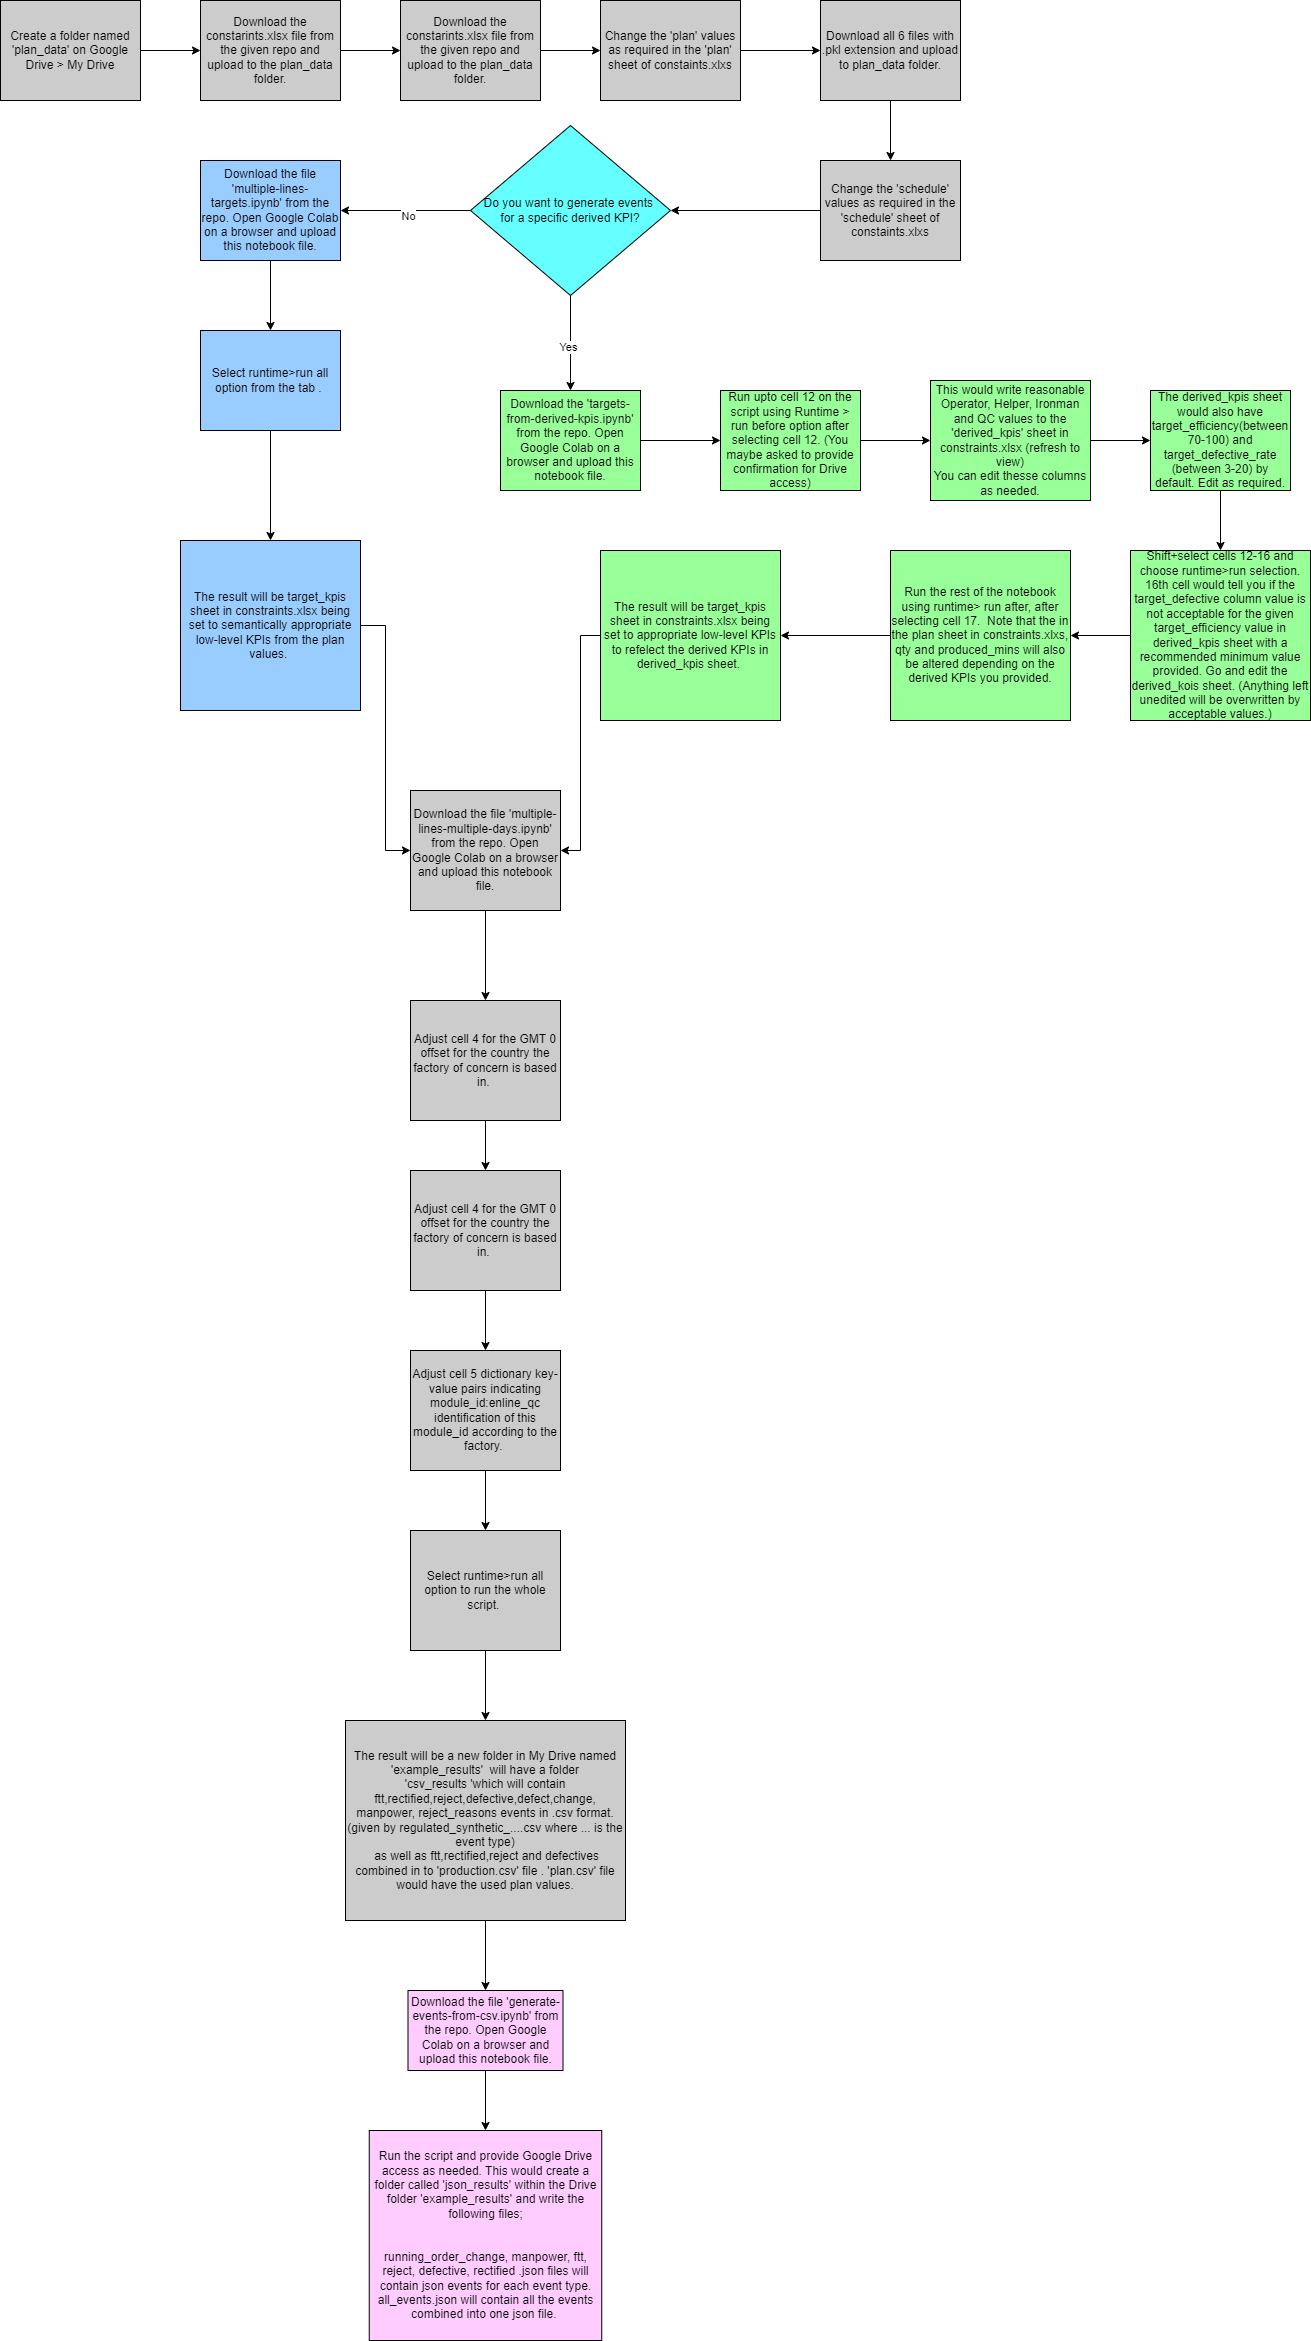 Create a folder named
'plan_data' on Google
Drive > My Drive
Download the
constarints.xlsx file from
the given repo and
upload to the plan_data
folder.
Download the
constarints.xlsx file from
the given repo and
upload to the plan_data
folder.
Change the 'plan' values
as required in the 'plan'
sheet of constaints.xlxs
Download all 6 files with
.pkl extension and upload
to plan_data folder.
Change the 'schedule'
values as required in the
'schedule' sheet of
constaints.xlxs
Do you want to generate events
for a specific derived KPI?
No
Yes
Download the file
'multiple-lines-
targets.ipynb' from the
repo. Open Google Colab
on a browser and upload
this notebook file.
Select runtime>run all
option from the tab .
The result will be target_kpis
sheet in constraints.xlsx being
set to semantically appropriate
low-level KPIs from the plan
values.
Download the 'targets-
from-derived-kpis.ipynb'
from the repo. Open
Google Colab on a
browser and upload this
notebook file.
Run upto cell 12 on the
script using Runtime >
run before option after
selecting cell 12. (You
maybe asked to provide
confirmation for Drive
access)
This would write reasonable
Operator, Helper, Ironman
and QC values to the
'derived_kpis' sheet in
constraints.xlsx (refresh to
view)
You can edit thesse columns
as needed.
The derived_kpis sheet
would also have
target_efficiency(between
70-100) and
target_defective_rate
(between 3-20) by
default. Edit as required.
Shift+select cells 12-16 and
choose runtime>run selection.
16th cell would tell you if the
target_defective column value is
not acceptable for the given
target_efficiency value in
derived_kpis sheet with a
recommended minimum value
provided. Go and edit the
derived_kois sheet. (Anything left
unedited will be overwritten by
acceptable values.)
Run the rest of the notebook
using runtime> run after, after
selecting cell 17.  Note that the in
the plan sheet in constraints.xlxs,
qty and produced_mins will also
be altered depending on the
derived KPIs you provided.
The result will be target_kpis
sheet in constraints.xlsx being
set to appropriate low-level KPIs
to refelect the derived KPIs in
derived_kpis sheet.
Download the file 'multiple-
lines-multiple-days.ipynb'
from the repo. Open
Google Colab on a browser
and upload this notebook
file.
Adjust cell 4 for the GMT 0
offset for the country the
factory of concern is based
in.
Adjust cell 4 for the GMT 0
offset for the country the
factory of concern is based
in.
Adjust cell 5 dictionary key-
value pairs indicating
module_id:enline_qc
identification of this
module_id according to the
factory.
Select runtime>run all
option to run the whole
script.
The result will be a new folder in My Drive named
'example_results'  will have a folder
'csv_results 'which will contain
ftt,rectified,reject,defective,defect,change,
manpower, reject_reasons events in .csv format.
(given by regulated_synthetic_....csv where ... is the
event type)
as well as ftt,rectified,reject and defectives
combined in to 'production.csv' file . 'plan.csv' file
would have the used plan values.
Download the file 'generate-
events-from-csv.ipynb' from
the repo. Open Google
Colab on a browser and
upload this notebook file.
Run the script and provide Google Drive
access as needed. This would create a
folder called 'json_results' within the Drive
folder 'example_results' and write the
following files;
running_order_change, manpower, ftt,
reject, defective, rectified .json files will
contain json events for each event type.
all_events.json will contain all the events
combined into one json file.